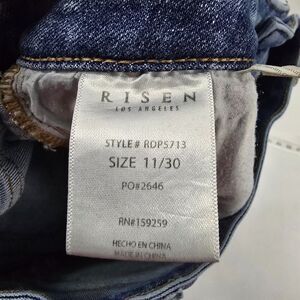 RISEN
LOS ANGELES
STYLE# RDP5713
SIZE 11/30
PO#2646
RN#159259
HECHO EN CHINA
MADE IN CHINA